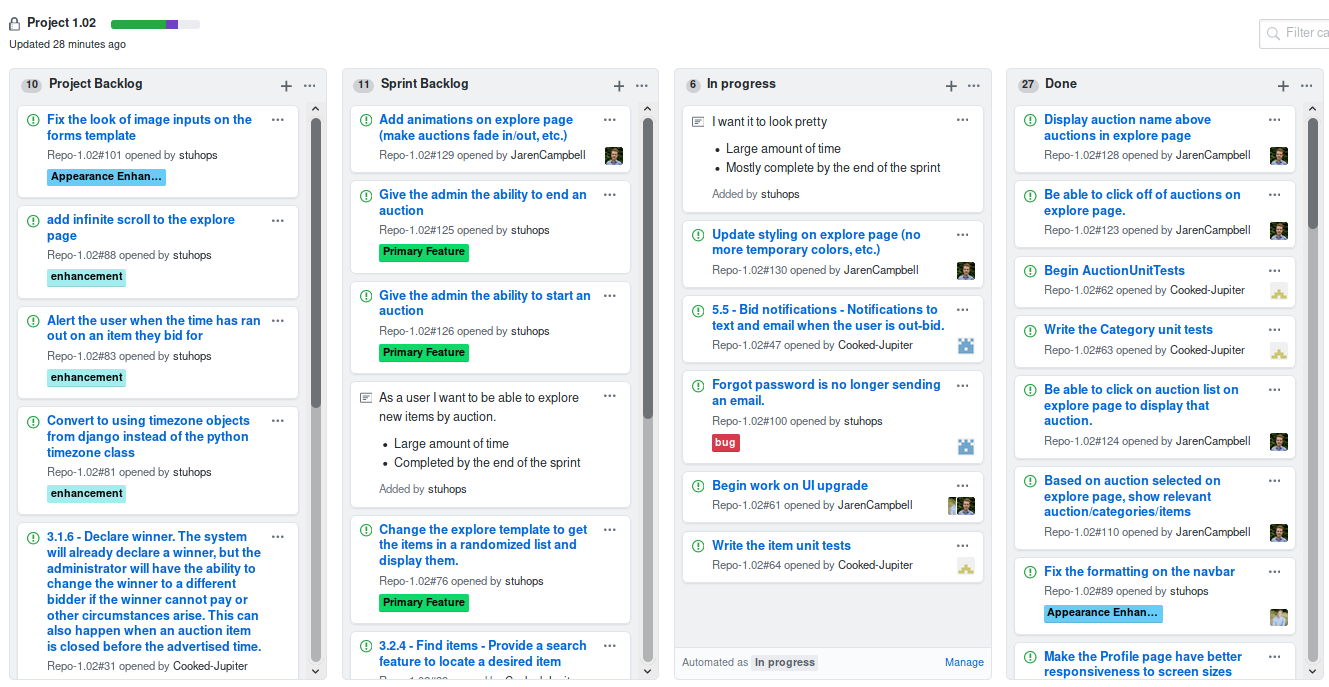 Project 1.02
Updated 28 minutes ago
Filter ca
10 Project Backlog
Fix the look of image inputs on the
forms template
Repo-1.02#101 opened by stuhops
Appearance Enhan...
add infinite scroll to the explore
page
Repo-1.02#88 opened by stuhops
enhancement
Alert the user when the time has ran
out on an item they bid for
Repo-1.02#83 opened by stuhops
enhancement
Convert to using timezone objects
from django instead of the python
timezone class
Repo-1.02#81 opened by stuhops
enhancement
3.1.6 - Declare winner. The system
will already declare a winner, but the
administrator will have the ability to
change the winner to a different
bidder if the winner cannot pay or
other circumstances arise. This can
also happen when an auction item
is closed before the advertised time.
Repo-1.02#31 opened by Cooked-Jupiter
11 Sprint Backlog
Add animations on explore page
(make auctions fade in/out, etc.)
Repo-1.02#129 opened by JarenCampbell
Give the admin the ability to end an
auction
Repo-1.02#125 opened by stuhops
Primary Feature
Give the admin the ability to start an
auction
Repo-1.02#126 opened by stuhops
Primary Feature
As a user I want to be able to explore
new items by auction.
• Large amount of time
• Completed by the end of the sprint
Added by stuhops
Change the explore template to get
the items in a randomized list and
display them.
Repo-1.02#76 opened by stuhops
Primary Feature
3.2.4 - Find items - Provide a search
feature to locate a desired item
6 In progress
I want it to look pretty
• Large amount of time
• Mostly complete by the end of the sprint
Added by stuhops
Update styling on explore page (no
more temporary colors, etc.)
Repo-1.02#130 opened by JarenCampbell
5.5 - Bid notifications - Notifications to
text and email when the user is out-bid.
Repo-1.02#47 opened by Cooked-Jupiter
Forgot password is no longer sending
an email.
Repo-1.02#100 opened by stuhops
bug
Begin work on UI upgrade
Repo-1.02#61 opened by JarenCampbell
Write the item unit tests
Repo-1.02#64 opened by Cooked-Jupiter
Automated as In progress Manage
27 Done
Display auction name above
auctions in explore page
Repo-1.02#128 opened by JarenCampbell
Be able to click off of auctions on
explore page.
Repo-1.02#123 opened by JarenCampbell
Begin AuctionUnitTests
Repo-1.02#62 opened by Cooked-Jupiter
Write the Category unit tests
Repo-1.02#63 opened by Cooked-Jupiter
Be able to click on auction list on
explore page to display that
auction.
Repo-1.02#124 opened by JarenCampbell
Based on auction selected on
explore page, show relevant
auction/categories/items
Repo-1.02#110 opened by JarenCampbell
Fix the formatting on the navbar
Repo-1.02#89 opened by stuhops
Appearance Enhan...
Make the Profile page have better
responsiveness to screen sizes